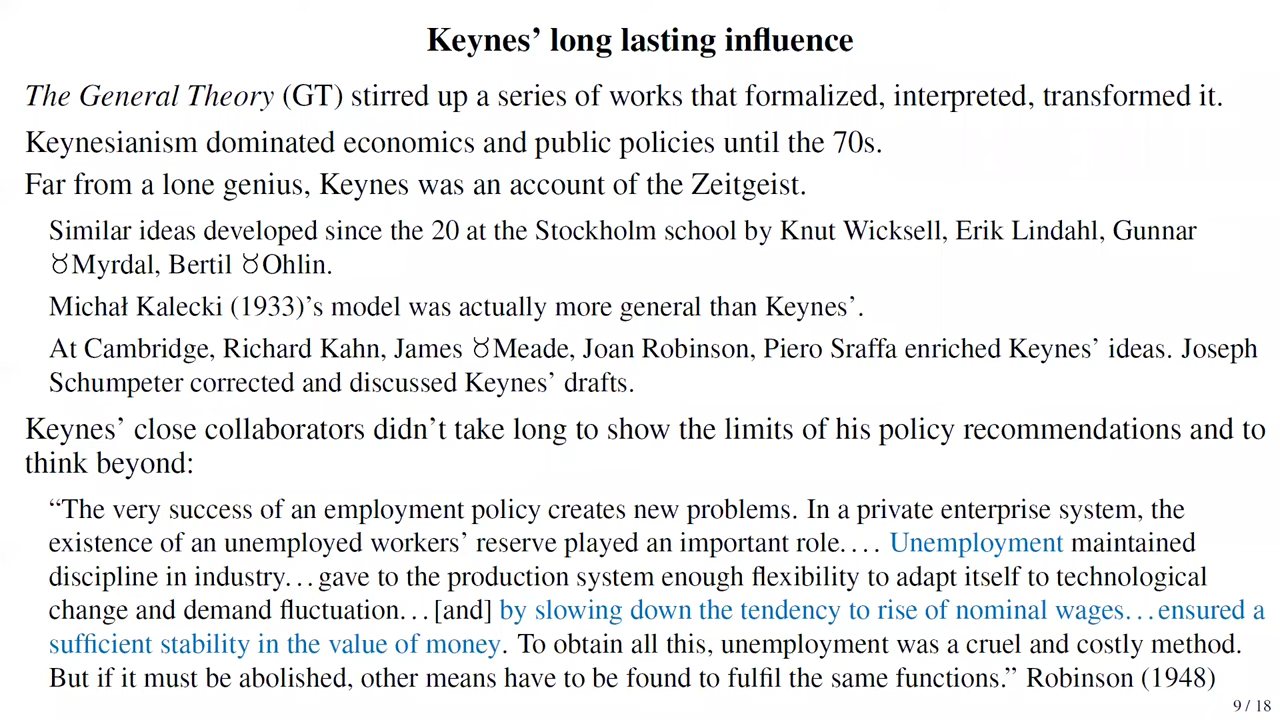 Keynes’ long lasting influence
The General Theory (GT) stirred up a series of works that formalized, interpreted, transformed it.
Keynesianism dominated economics and public policies until the 70s.
Far from a lone genius, Keynes was an account of the Zeitgeist.
Similar ideas developed since the 20 at the Stockholm school by Knut Wicksell, Erik Lindahl, Gunnar
♉Myrdal, Bertil ♉Ohlin.
Michał Kalecki (1933)’s model was actually more general than Keynes’.
At Cambridge, Richard Kahn, James ♉Meade, Joan Robinson, Piero Sraffa enriched Keynes’ ideas. Joseph
Schumpeter corrected and discussed Keynes’ drafts.
Keynes’ close collaborators didn’t take long to show the limits of his policy recommendations and to
think beyond:
“The very success of an employment policy creates new problems. In a private enterprise system, the
existence of an unemployed workers’ reserve played an important role.... Unemployment maintained
discipline in industry...gave to the production system enough flexibility to adapt itself to technological
change and demand fluctuation...[and] by slowing down the tendency to rise of nominal wages...ensured a
sufficient stability in the value of money. To obtain all this, unemployment was a cruel and costly method.
But if it must be abolished, other means have to be found to fulfil the same functions.” Robinson (1948)
9 / 18